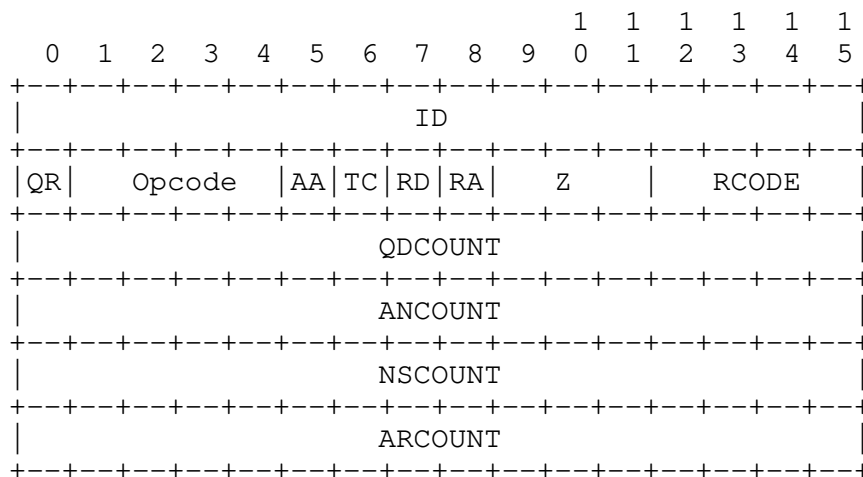 1  1  1  1  1  1
  0  1  2  3  4  5  6  7  8  9  0  1  2  3  4  5
+--+--+--+--+--+--+--+--+--+--+--+--+--+--+--+--+
|                      ID                       |
+--+--+--+--+--+--+--+--+--+--+--+--+--+--+--+--+
|QR|   Opcode  |AA|TC|RD|RA|   Z    |   RCODE   |
+--+--+--+--+--+--+--+--+--+--+--+--+--+--+--+--+
|                    QDCOUNT                    |
+--+--+--+--+--+--+--+--+--+--+--+--+--+--+--+--+
|                    ANCOUNT                    |
+--+--+--+--+--+--+--+--+--+--+--+--+--+--+--+--+
|                    NSCOUNT                    |
+--+--+--+--+--+--+--+--+--+--+--+--+--+--+--+--+
|                    ARCOUNT                    |
+--+--+--+--+--+--+--+--+--+--+--+--+--+--+--+--+